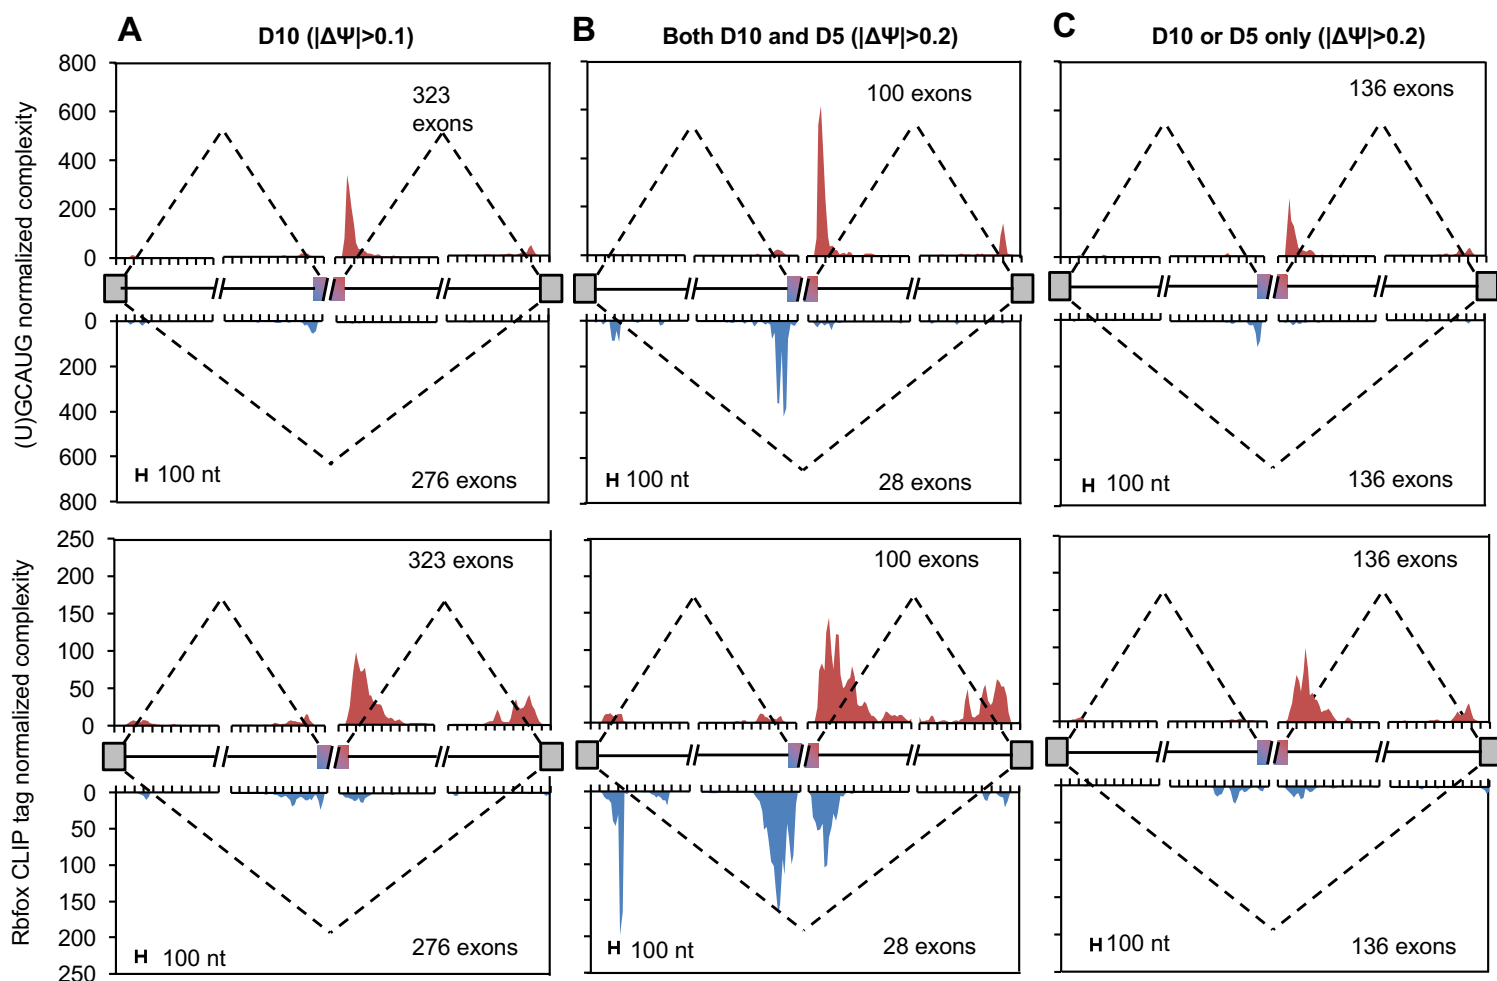 A
D10 (|ΔΨ|>0.1)
B
Both D10 and D5 (|ΔΨ|>0.2)
C
D10 or D5 only (|ΔΨ|>0.2)
(U)GCAUG normalized complexity
800
600
400
200
0
0
200
400
600
800
323
exons
100 exons
136 exons
H 100 nt
276 exons
H 100 nt
28 exons
H 100 nt
136 exons
Rbfox CLIP tag normalized complexity
250
200
150
100
50
0
0
50
100
150
200
250
323 exons
100 exons
136 exons
H 100 nt
276 exons
H 100 nt
28 exons
H 100 nt
136 exons